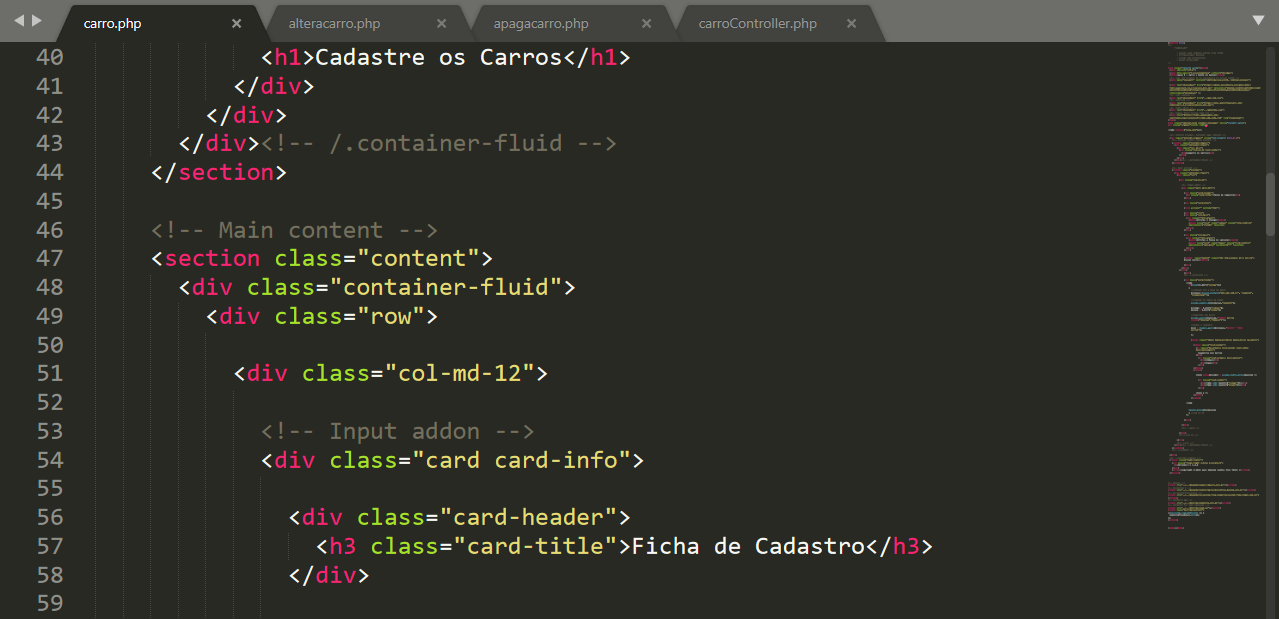 carro.php × alteracarro.php × apagacarro.php × carroController.php ×
40 <h1>Cadastre os Carros</h1>
41 </div>
42 </div>
43 </div><!-- /.container-fluid -->
44 </section>
45
46 <!-- Main content -->
47 <section class="content">
48 <div class="container-fluid">
49 <div class="row">
50
51 <div class="col-md-12">
52
53 <!-- Input addon -->
54 <div class="card card-info">
55
56 <div class="card-header">
57 <h3 class="card-title">Ficha de Cadastro</h3>
58 </div>
59